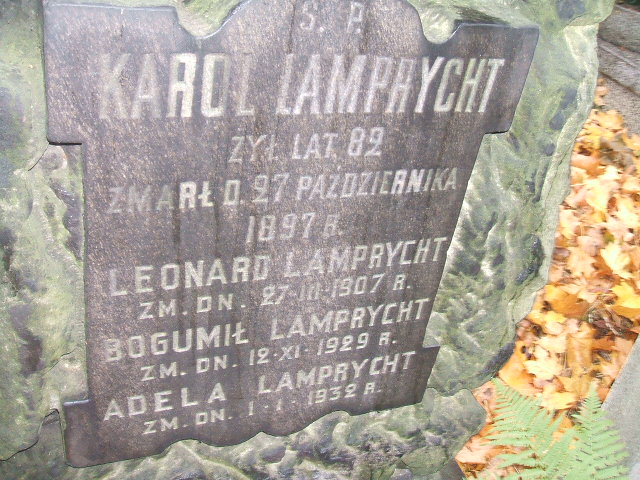 Ś. P.
KAROL LAMPRYCHT
ŻYŁ LAT 82
ZMARŁ D. 27 PAŹDZIERNIKA
1897 R.
LEONARD LAMPRYCHT
ZM. DN. 27-III-1907 R.
BOGUMIŁ LAMPRYCHT
ZM. DN. 12-XI-1929 R.
ADELA LAMPRYCHT
ZM. DN. 1-I-1932 R.